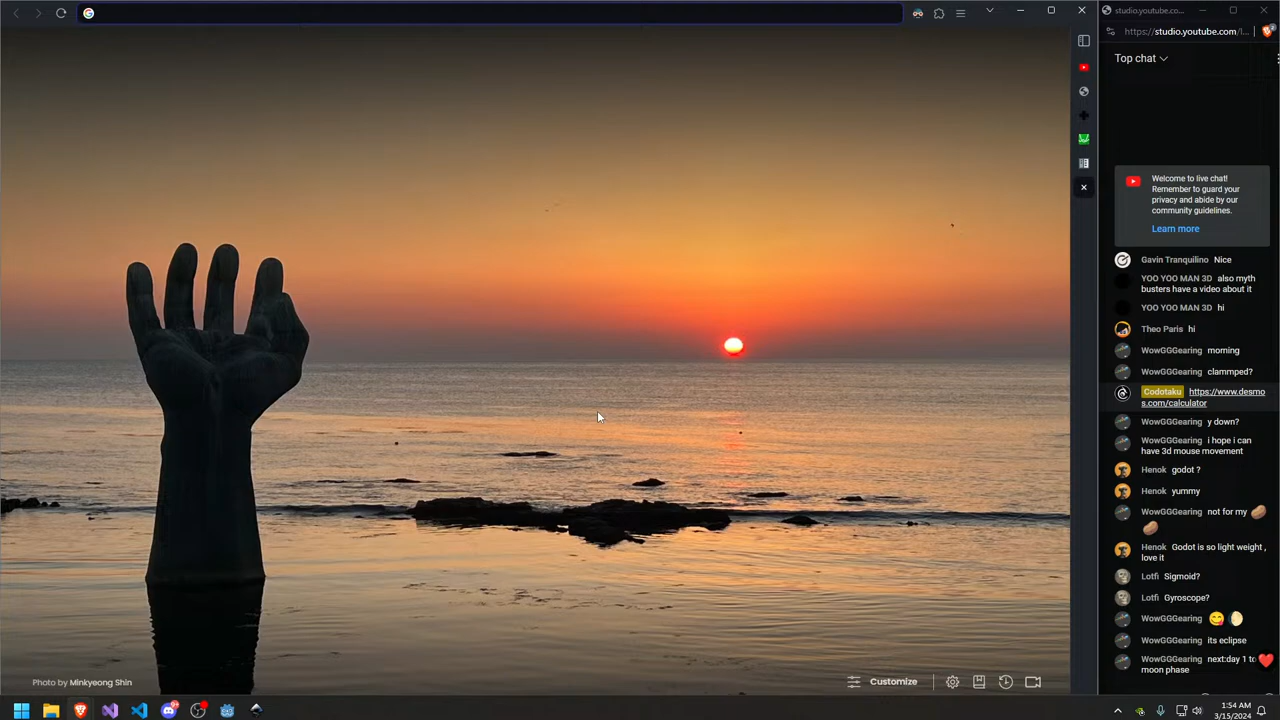 studio.youtube.co...
https://studio.youtube.com/l...
Top chat
Welcome to live chat!
Remember to guard your
privacy and abide by our
community guidelines.
Learn more
Gavin Tranquilino Nice
YOO YOO MAN 3D also myth
busters have a video about it
YOO YOO MAN 3D hi
Theo Paris hi
WowGGGearing morning
WowGGGearing clammped?
Codotaku https://www.desmo
s.com/calculator
WowGGGearing y down?
WowGGGearing i hope i can
have 3d mouse movement
Henok godot ?
Henok yummy
WowGGGearing not for my 🥔
🥔
Henok Godot is so light weight ,
love it
Lotfi Sigmoid?
Lotfi Gyroscope?
WowGGGearing 😋 🌔
WowGGGearing its eclipse
WowGGGearing next:day 1 to ❤️
moon phase
Photo by Minkyeong Shin
Customize
1:54 AM
3/15/2024